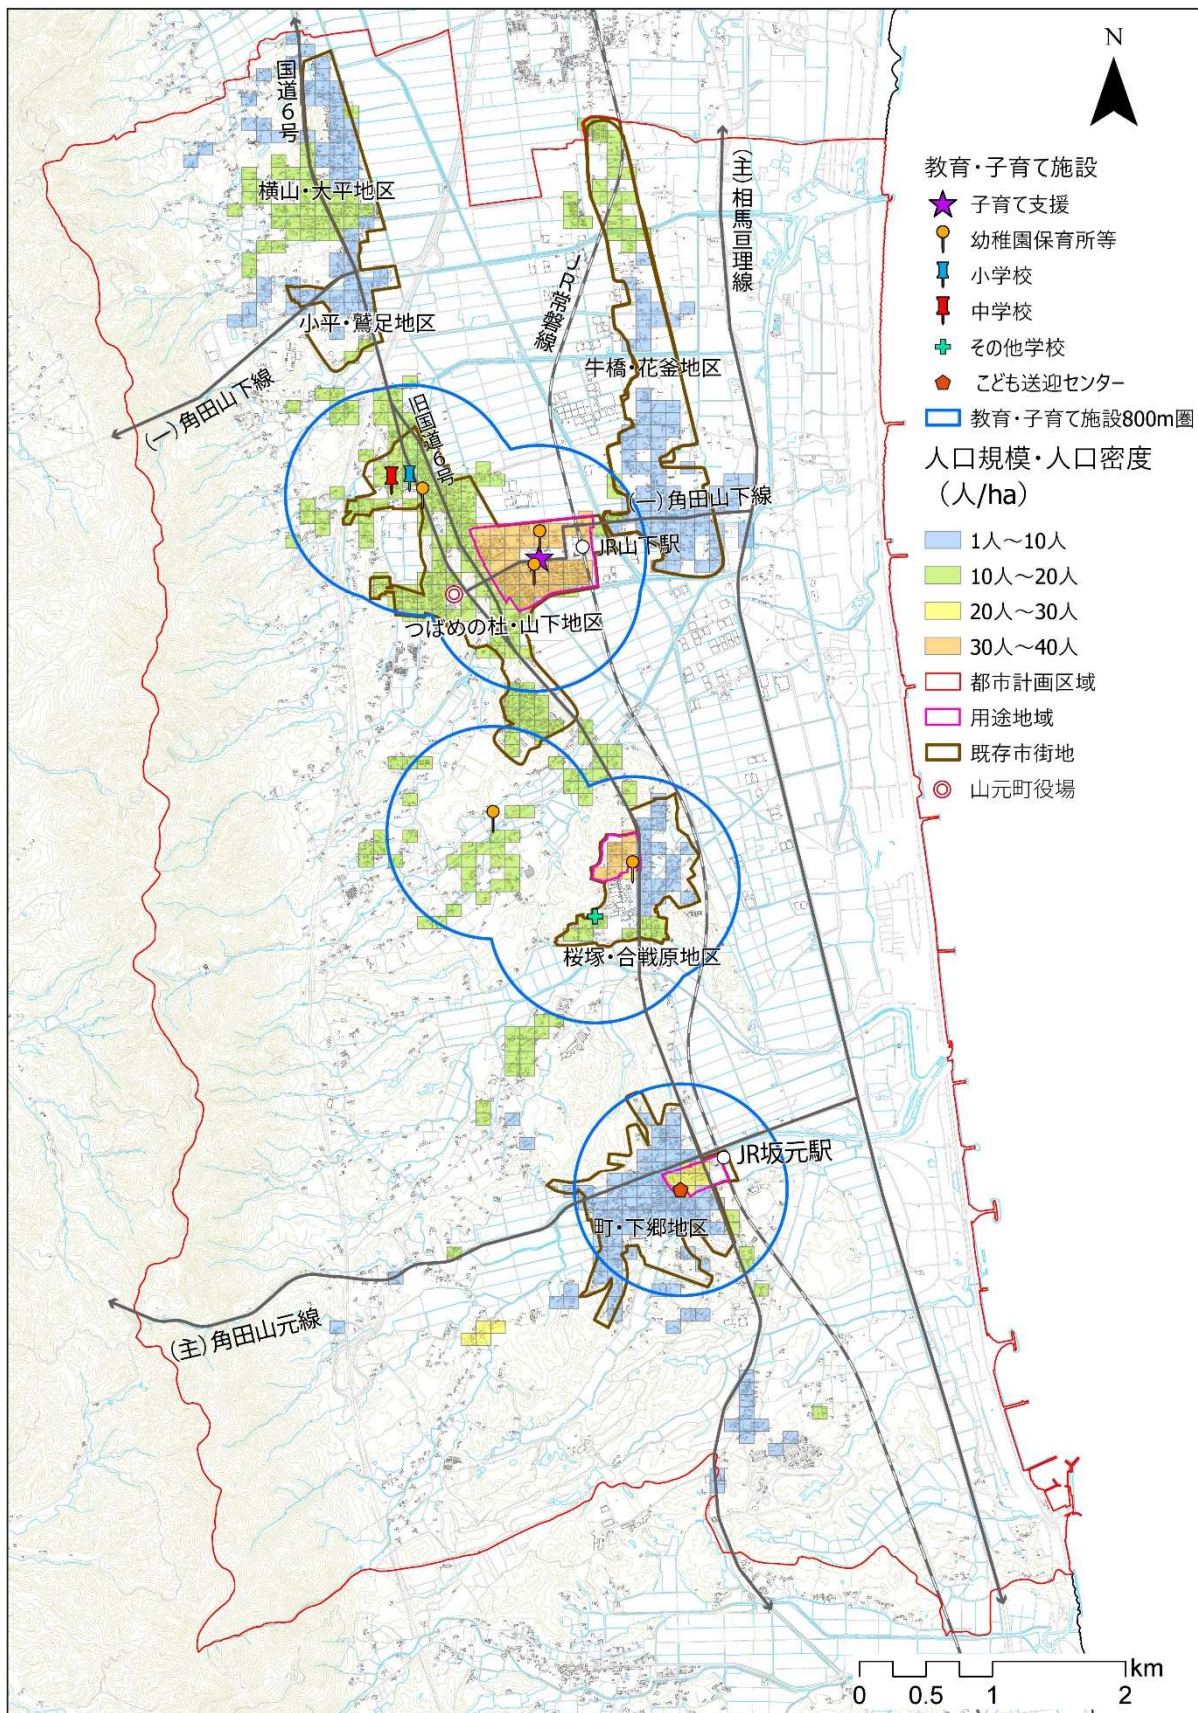 N
教育・子育て施設
子育て支援
幼稚園保育所等
小学校
中学校
その他学校
こども送迎センター
教育・子育て施設800m圏
人口規模・人口密度
（人/ha）
1人～10人
10人～20人
20人～30人
30人～40人
都市計画区域
用途地域
既存市街地
山元町役場
国道6号
横山・大平地区
(主)相馬亘理線
JR常磐線
小平・鷲足地区
牛橋・花釜地区
(一)角田山下線
旧国道6号
(一)角田山下線
JR山下駅
つばめの杜・山下地区
桜塚・合戦原地区
JR坂元駅
町・下郷地区
(主)角田山元線
km
0 0.5 1 2